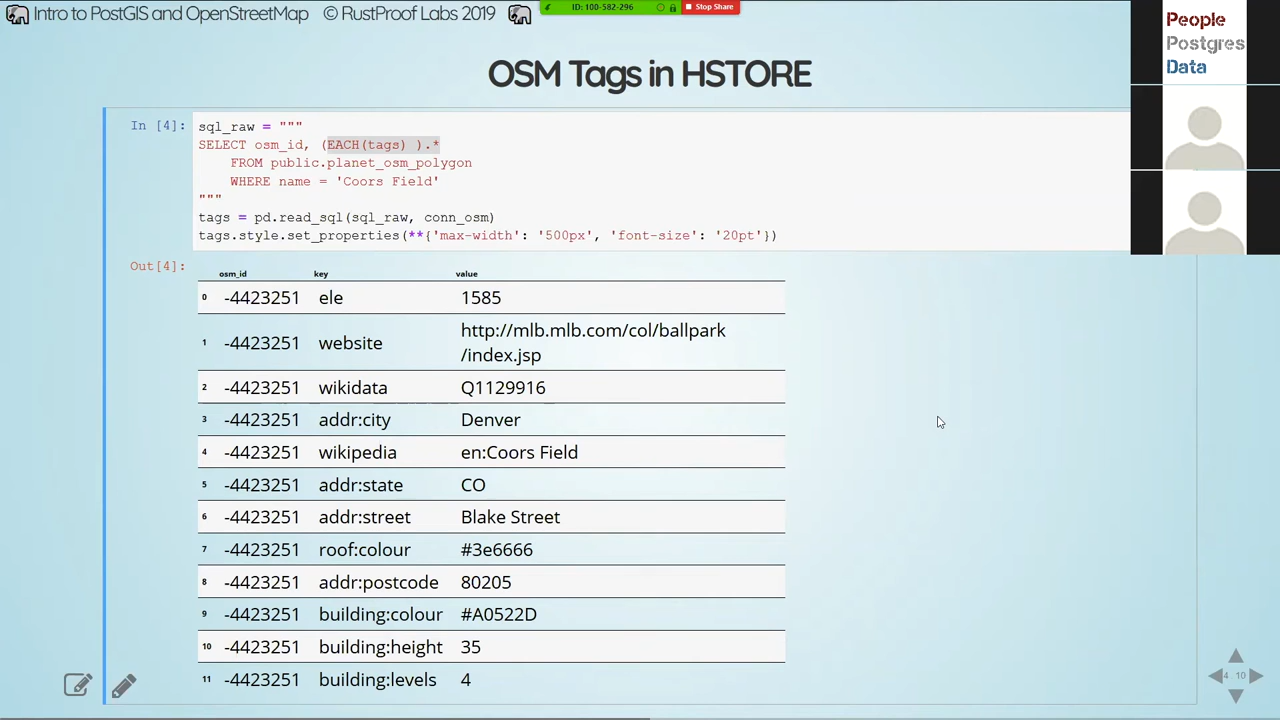 Intro to PostGIS and OpenStreetMap © RustProof Labs 2019
ID: 100-582-296
Stop Share
People
Postgres
Data
OSM Tags in HSTORE
In [4]:
sql_raw = """
SELECT osm_id, (EACH(tags) ).*
FROM public.planet_osm_polygon
WHERE name = 'Coors Field'
"""
tags = pd.read_sql(sql_raw, conn_osm)
tags.style.set_properties(**{'max-width': '500px', 'font-size': '20pt'})
Out[4]:
osm_id key value
0 -4423251 ele 1585
1 -4423251 website http://mlb.mlb.com/col/ballpark
/index.jsp
2 -4423251 wikidata Q1129916
3 -4423251 addr:city Denver
4 -4423251 wikipedia en:Coors Field
5 -4423251 addr:state CO
6 -4423251 addr:street Blake Street
7 -4423251 roof:colour #3e6666
8 -4423251 addr:postcode 80205
9 -4423251 building:colour #A0522D
10 -4423251 building:height 35
11 -4423251 building:levels 4
4 10